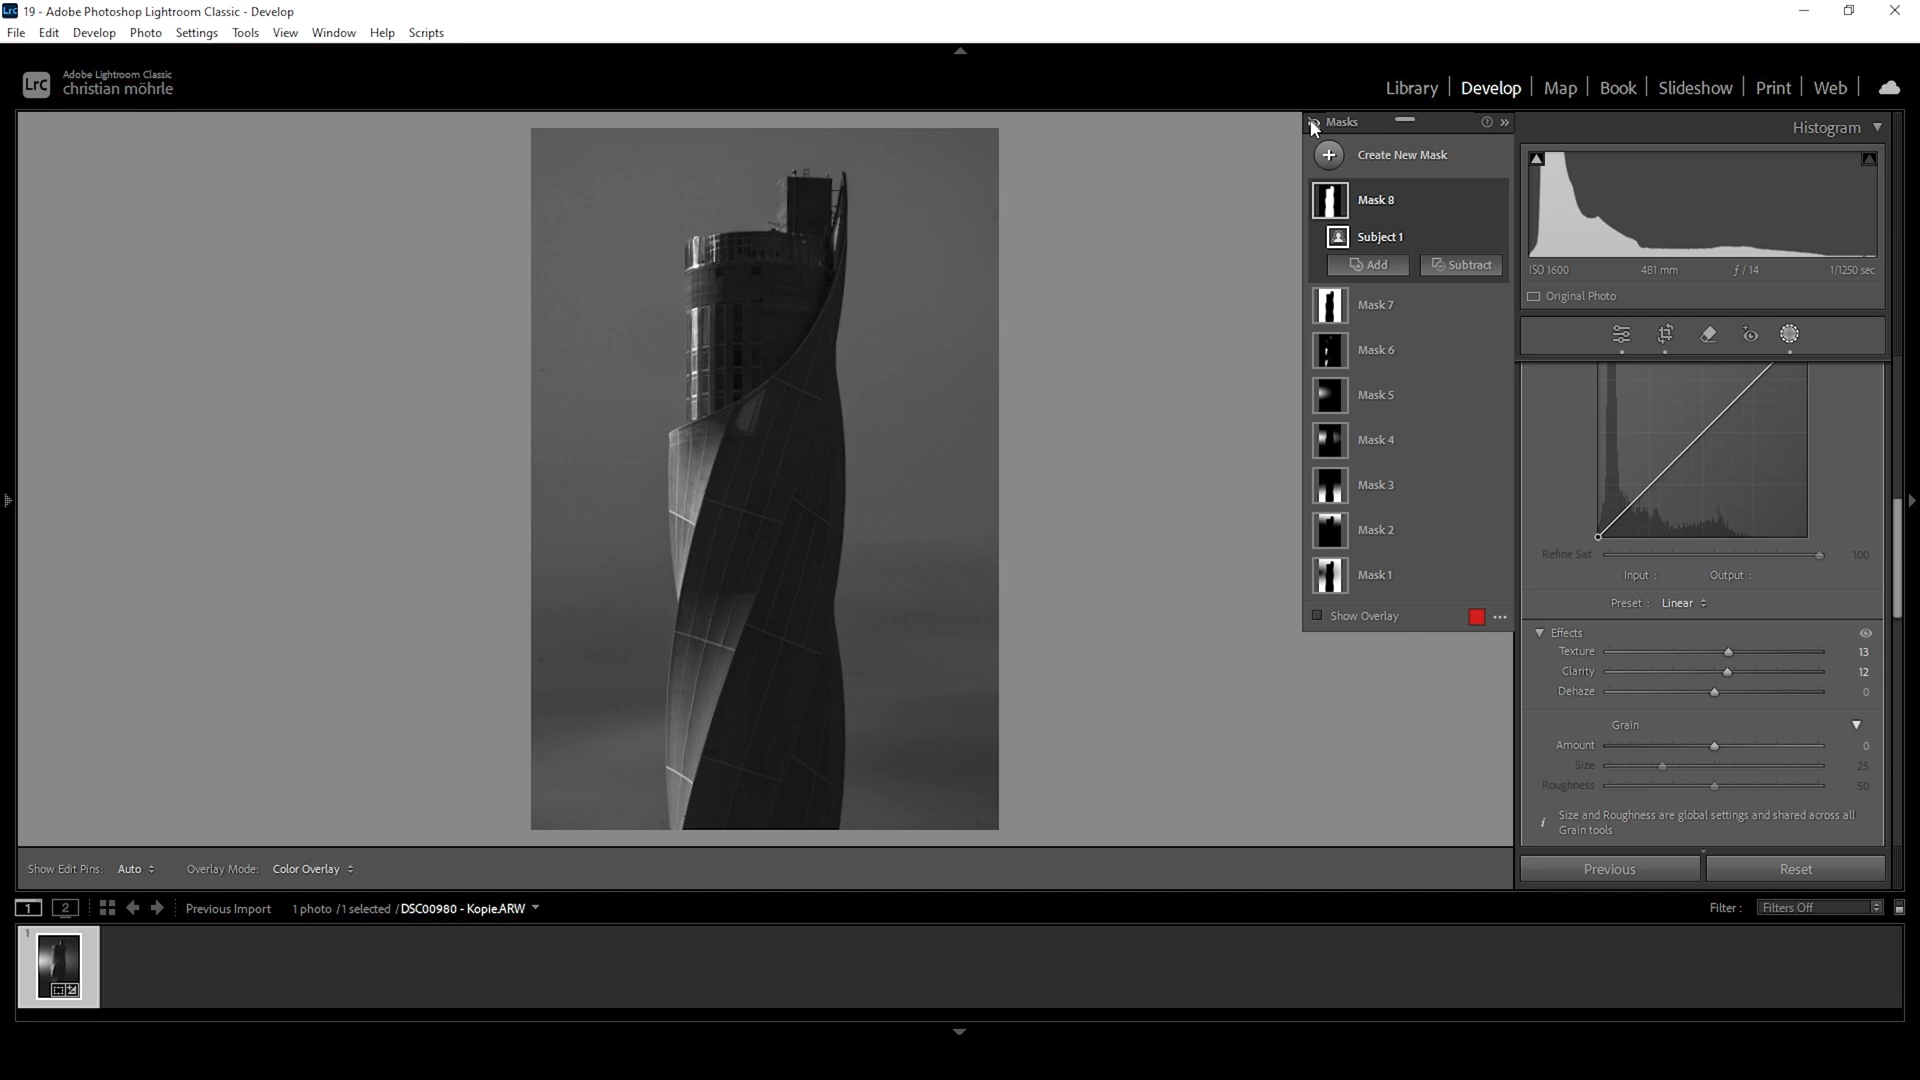 19 - Adobe Photoshop Lightroom Classic - Develop
File Edit Develop Photo Settings Tools View Window Help Scripts
Adobe Lightroom Classic
christian möhrle
Library Develop Map Book Slideshow Print Web
Masks
Create New Mask
Mask 8
Subject 1
Add Subtract
Mask 7
Mask 6
Mask 5
Mask 4
Mask 3
Mask 2
Mask 1
Show Overlay
Histogram
ISO 1600 481 mm ƒ / 14 1/1250 sec
Original Photo
Refine Sat. 100
Input : Output :
Preset : Linear
Effects
Texture 13
Clarity 12
Dehaze 0
Grain
Amount 0
Size 25
Roughness 50
Size and Roughness are global settings and shared across all
Grain tools
Previous Reset
Show Edit Pins: Auto Overlay Mode: Color Overlay
1 2 Previous Import 1 photo / 1 selected / DSC00980 - Kopie.ARW Filter : Filters Off
1